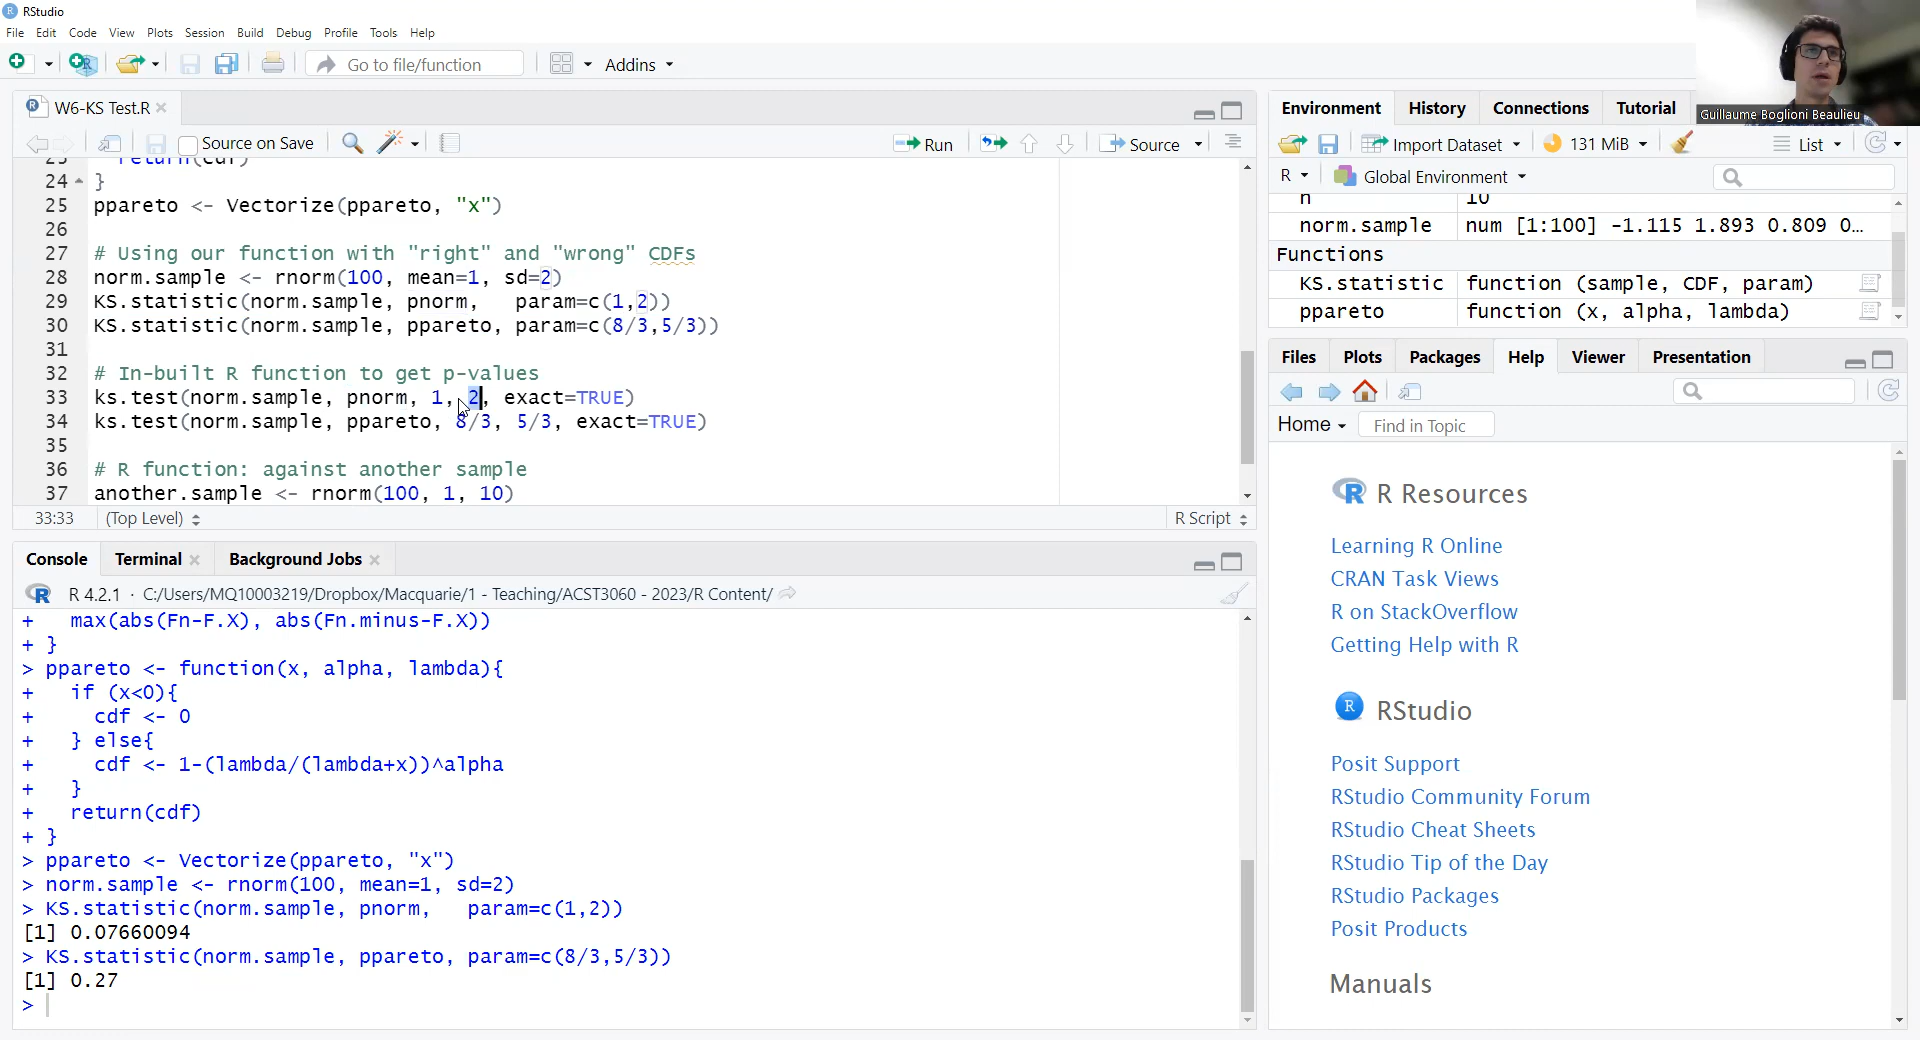 RStudio
File Edit Code View Plots Session Build Debug Profile Tools Help
Go to file/function
Addins
Guillaume Boglioni Beaulieu
W6-KS Test.R
Source on Save
Run
Source
23 return(cdf)
24 }
25 ppareto <- Vectorize(ppareto, "x")
26
27 # Using our function with "right" and "wrong" CDFs
28 norm.sample <- rnorm(100, mean=1, sd=2)
29 KS.statistic(norm.sample, pnorm, param=c(1,2))
30 KS.statistic(norm.sample, ppareto, param=c(8/3,5/3))
31
32 # In-built R function to get p-values
33 ks.test(norm.sample, pnorm, 1, 2, exact=TRUE)
34 ks.test(norm.sample, ppareto, 8/3, 5/3, exact=TRUE)
35
36 # R function: against another sample
37 another.sample <- rnorm(100, 1, 10)
33:33 (Top Level) R Script
Console Terminal Background Jobs
R 4.2.1 · C:/Users/MQ10003219/Dropbox/Macquarie/1 - Teaching/ACST3060 - 2023/R Content/
+ max(abs(Fn-F.X), abs(Fn.minus-F.X))
+ }
> ppareto <- function(x, alpha, lambda){
+ if (x<0){
+ cdf <- 0
+ } else{
+ cdf <- 1-(lambda/(lambda+x))^alpha
+ }
+ return(cdf)
+ }
> ppareto <- Vectorize(ppareto, "x")
> norm.sample <- rnorm(100, mean=1, sd=2)
> KS.statistic(norm.sample, pnorm, param=c(1,2))
[1] 0.07660094
> KS.statistic(norm.sample, ppareto, param=c(8/3,5/3))
[1] 0.27
>
Environment History Connections Tutorial
Import Dataset 131 MiB List
R Global Environment
n 10
norm.sample num [1:100] -1.115 1.893 0.809 0...
Functions
KS.statistic function (sample, CDF, param)
ppareto function (x, alpha, lambda)
Files Plots Packages Help Viewer Presentation
Home Find in Topic
R Resources
Learning R Online
CRAN Task Views
R on StackOverflow
Getting Help with R
R RStudio
Posit Support
RStudio Community Forum
RStudio Cheat Sheets
RStudio Tip of the Day
RStudio Packages
Posit Products
Manuals